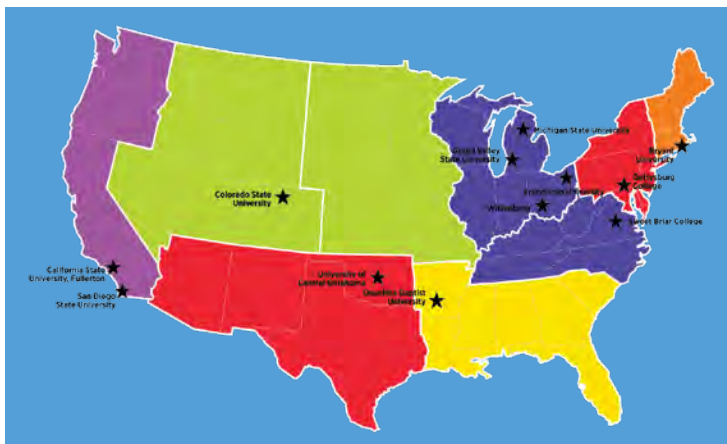 Michigan State University
Grand Valley
State University
Bryant
University
Gettysburg
College
Colorado State
University
Wittenberg
Sweet Briar College
California State
University, Fullerton
University of
Central Oklahoma
San Diego
State University
Ouachita Baptist
University